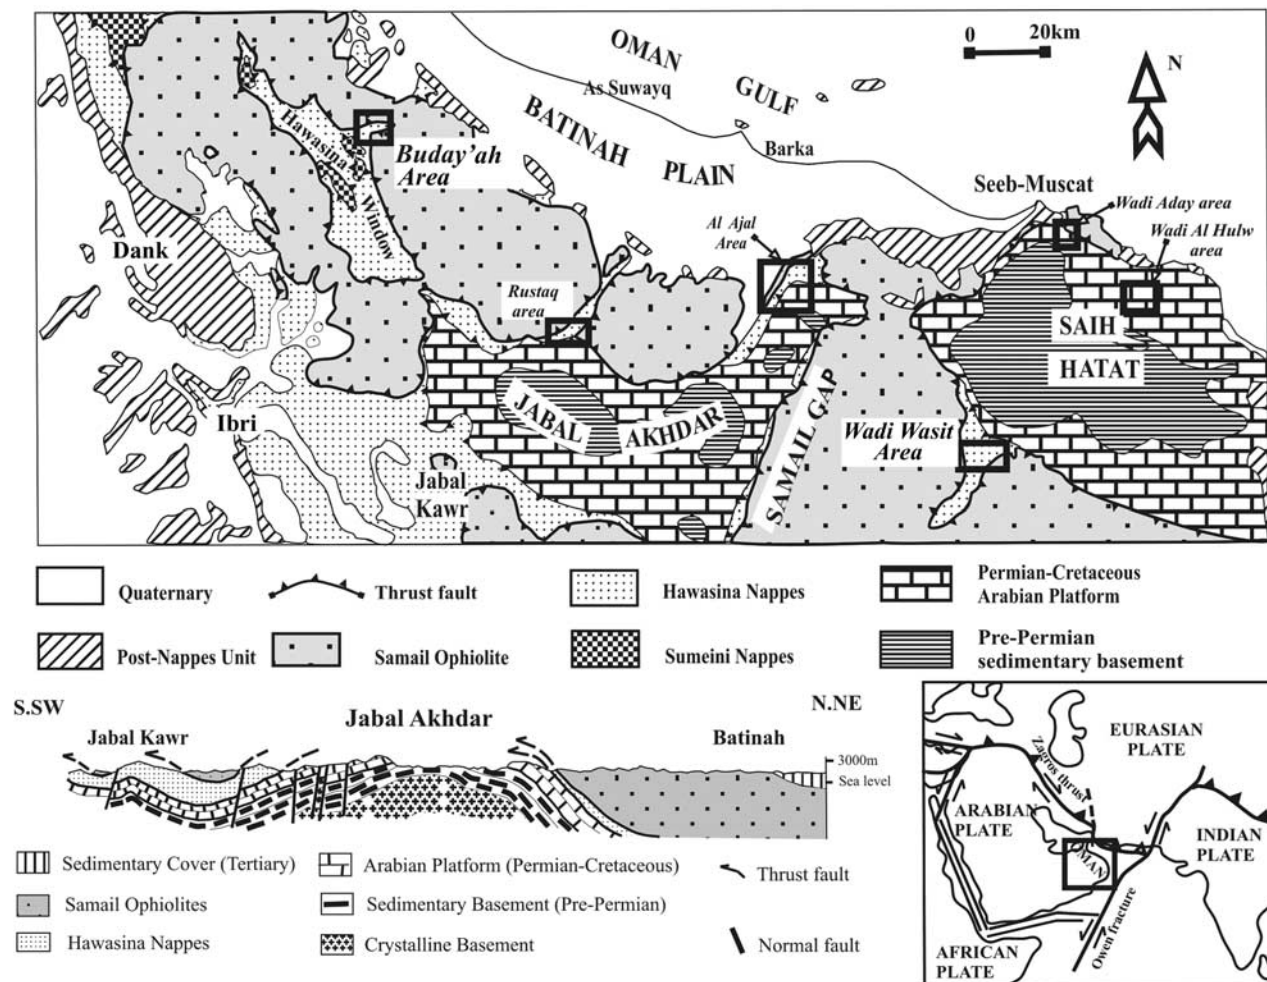 OMAN
GULF
As Suwayq
BATINAH
PLAIN
Barka
0 20km
N
Hawasina
Window
Buday'ah
Area
Seeb-Muscat
Wadi Aday area
Wadi Al Hulw
area
Al Ajal
Area
Dank
Rustaq
area
SAIH
HATAT
JABAL
AKHDAR
SAMAIL GAP
Wadi Wasit
Area
Ibri
Jabal
Kawr
Quaternary
Thrust fault
Hawasina Nappes
Permian-Cretaceous
Arabian Platform
Post-Nappes Unit
Samail Ophiolite
Sumeini Nappes
Pre-Permian
sedimentary basement
S.SW
Jabal Akhdar
N.NE
Jabal Kawr
Batinah
3000m
Sea level
Sedimentary Cover (Tertiary)
Arabian Platform (Permian-Cretaceous)
Thrust fault
Samail Ophiolites
Sedimentary Basement (Pre-Permian)
Hawasina Nappes
Crystalline Basement
Normal fault
EURASIAN
PLATE
Zagros thrust
ARABIAN
PLATE
INDIAN
PLATE
OMAN
Owen fracture
AFRICAN
PLATE